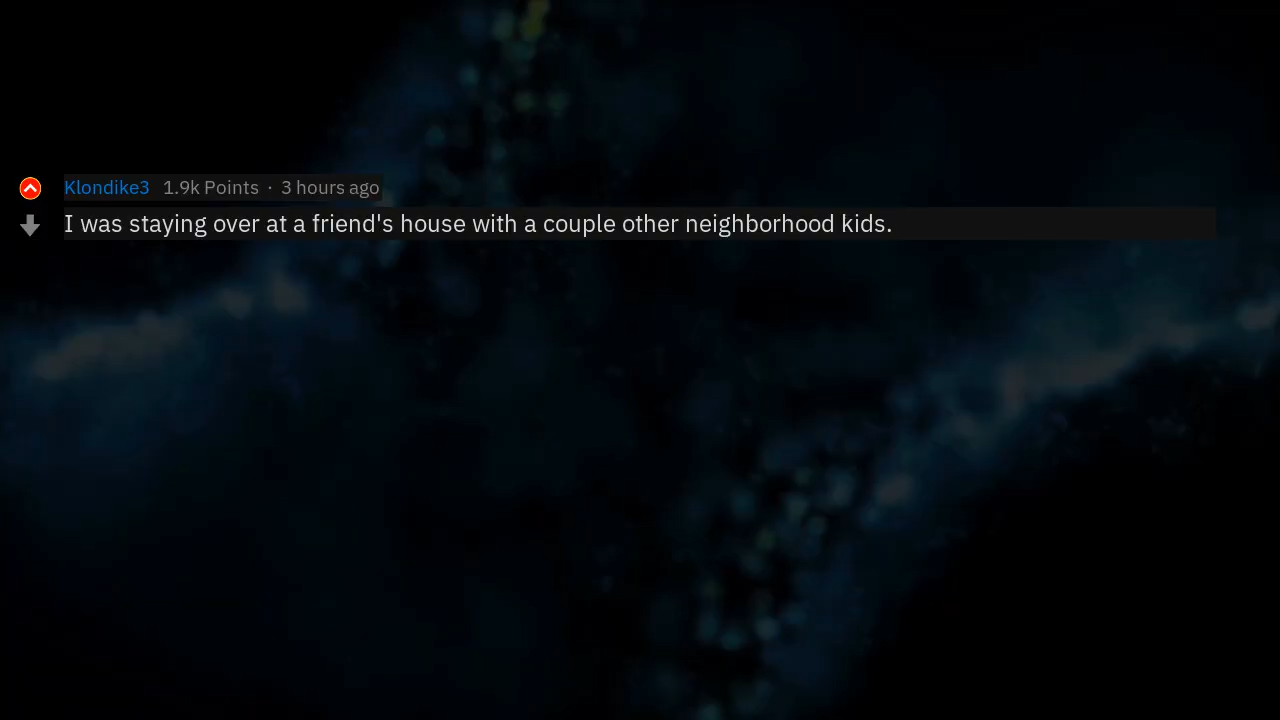 Klondike3 1.9k Points · 3 hours ago
I was staying over at a friend's house with a couple other neighborhood kids.